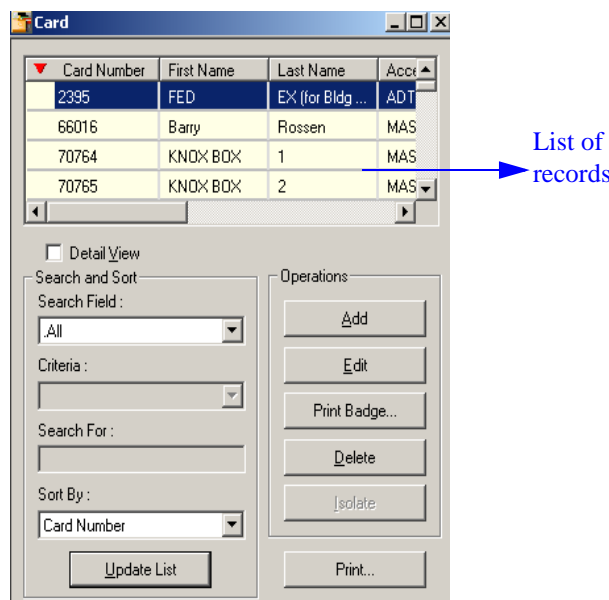 Card
Card Number First Name Last Name Acce
2395 FED EX (for Bldg ... ADT
66016 Barry Rossen MAS
70764 KNOX BOX 1 MAS
70765 KNOX BOX 2 MAS
List of
records
Detail View
Search and Sort
Search Field :
.All
Criteria :
Search For :
Sort By :
Card Number
Update List
Operations
Add
Edit
Print Badge...
Delete
Isolate
Print...